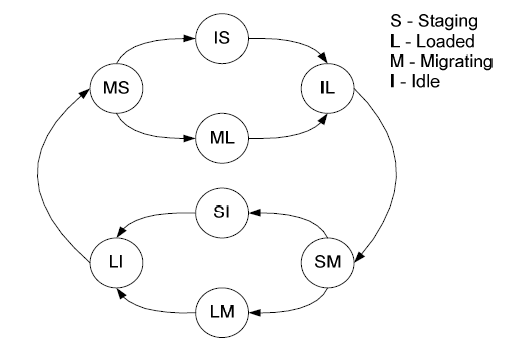 IS
S - Staging
L - Loaded
M - Migrating
I - Idle
MS
IL
ML
SI
LI
SM
LM